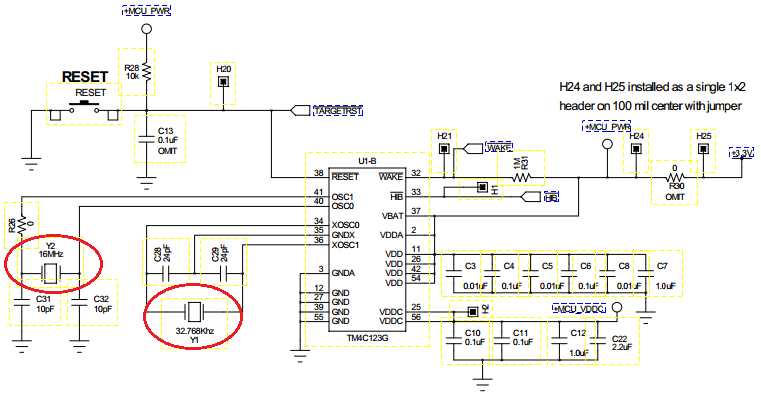 +MCU_PWR
R28
10k
H20
RESET
RESET
TARGETRST
C13
0.1uF
OMIT
H24 and H25 installed as a single 1x2
header on 100 mil center with jumper
+MCU_PWR
H21
WAKE
H24
H25
+3.3V
1M
R31
0
R30
OMIT
H1
HIB
U1-B
38
RESET
WAKE
32
41
OSC1
HIB
33
40
OSC0
VBAT
37
34
XOSC0
35
GNDX
VDDA
2
36
XOSC1
VDD
11
VDD
26
VDD
42
VDD
54
3
GNDA
12
GND
27
GND
39
GND
55
GND
VDDC
25
VDDC
56
TM4C123G
R26
0
Y2
16MHz
C31
10pF
C32
10pF
C28
24pF
C29
24pF
32.768Khz
Y1
C3
0.01uF
C4
0.1uF
C5
0.01uF
C6
0.1uF
C8
0.01uF
C7
1.0uF
H2
+MCU_VDDC
C10
0.1uF
C11
0.1uF
C12
1.0uF
C22
2.2uF